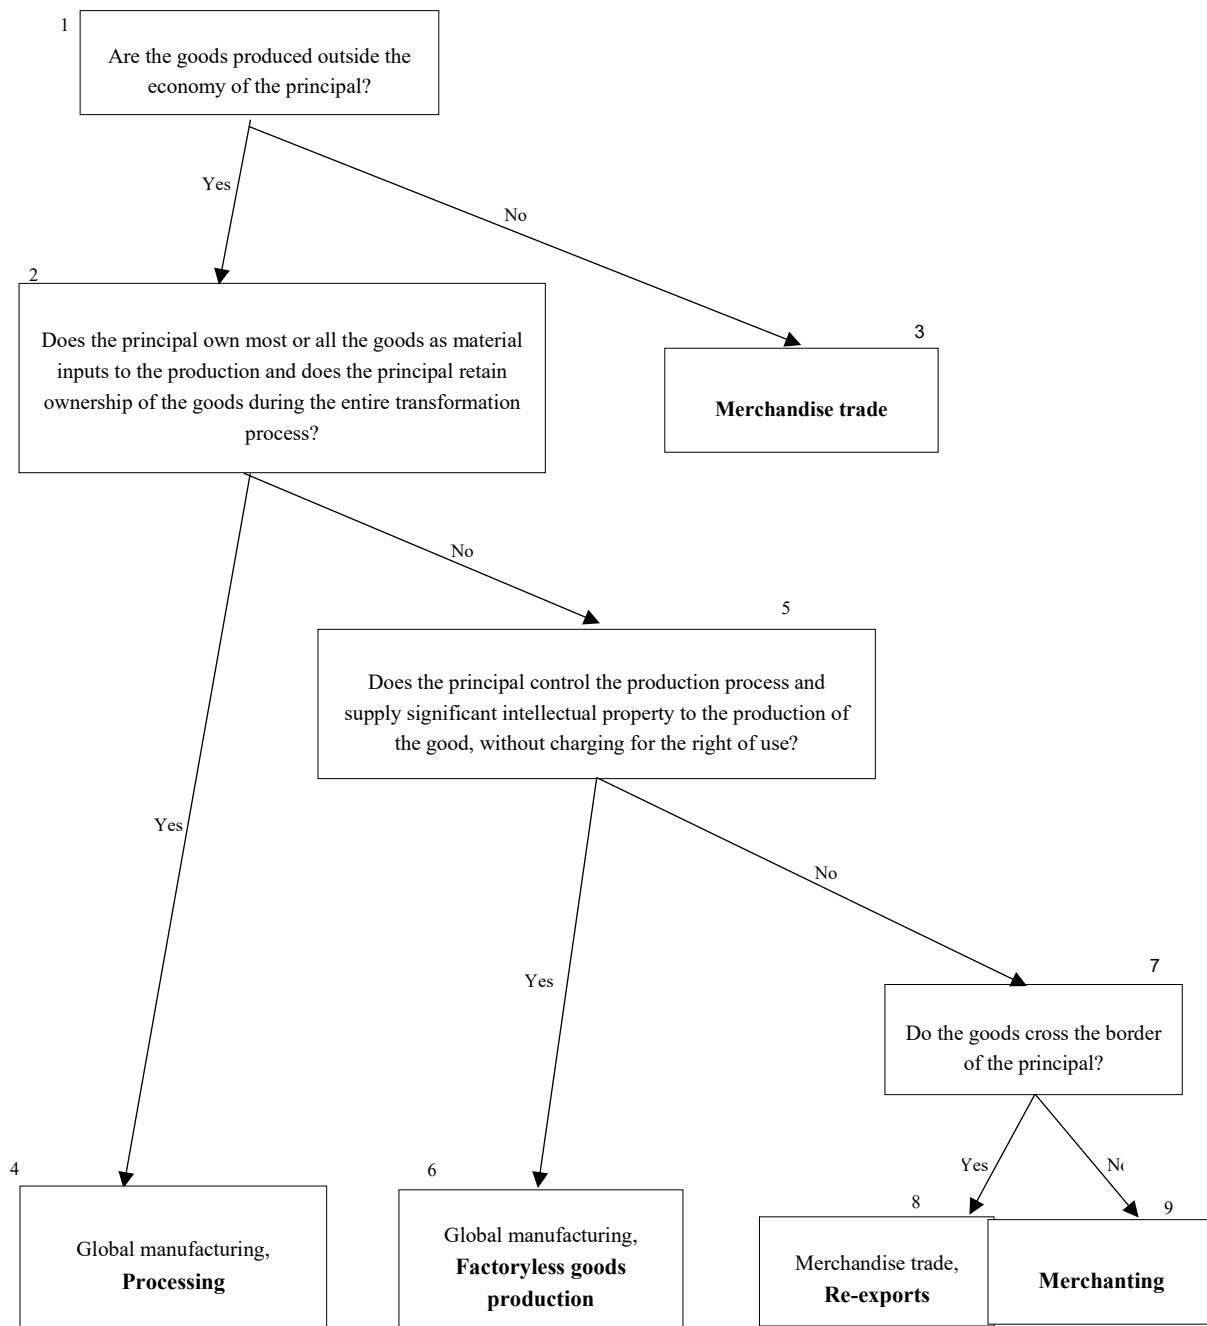 1
Are the goods produced outside the
economy of the principal?
Yes
No
2
Does the principal own most or all the goods as material
inputs to the production and does the principal retain
ownership of the goods during the entire transformation
process?
3
Merchandise trade
No
5
Does the principal control the production process and
supply significant intellectual property to the production of
the good, without charging for the right of use?
Yes
No
Yes
7
Do the goods cross the border
of the principal?
Yes
No
4
Global manufacturing,
Processing
6
Global manufacturing,
Factoryless goods
production
8
Merchandise trade,
Re-exports
9
Merchanting